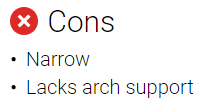 Cons
• Narrow
• Lacks arch support